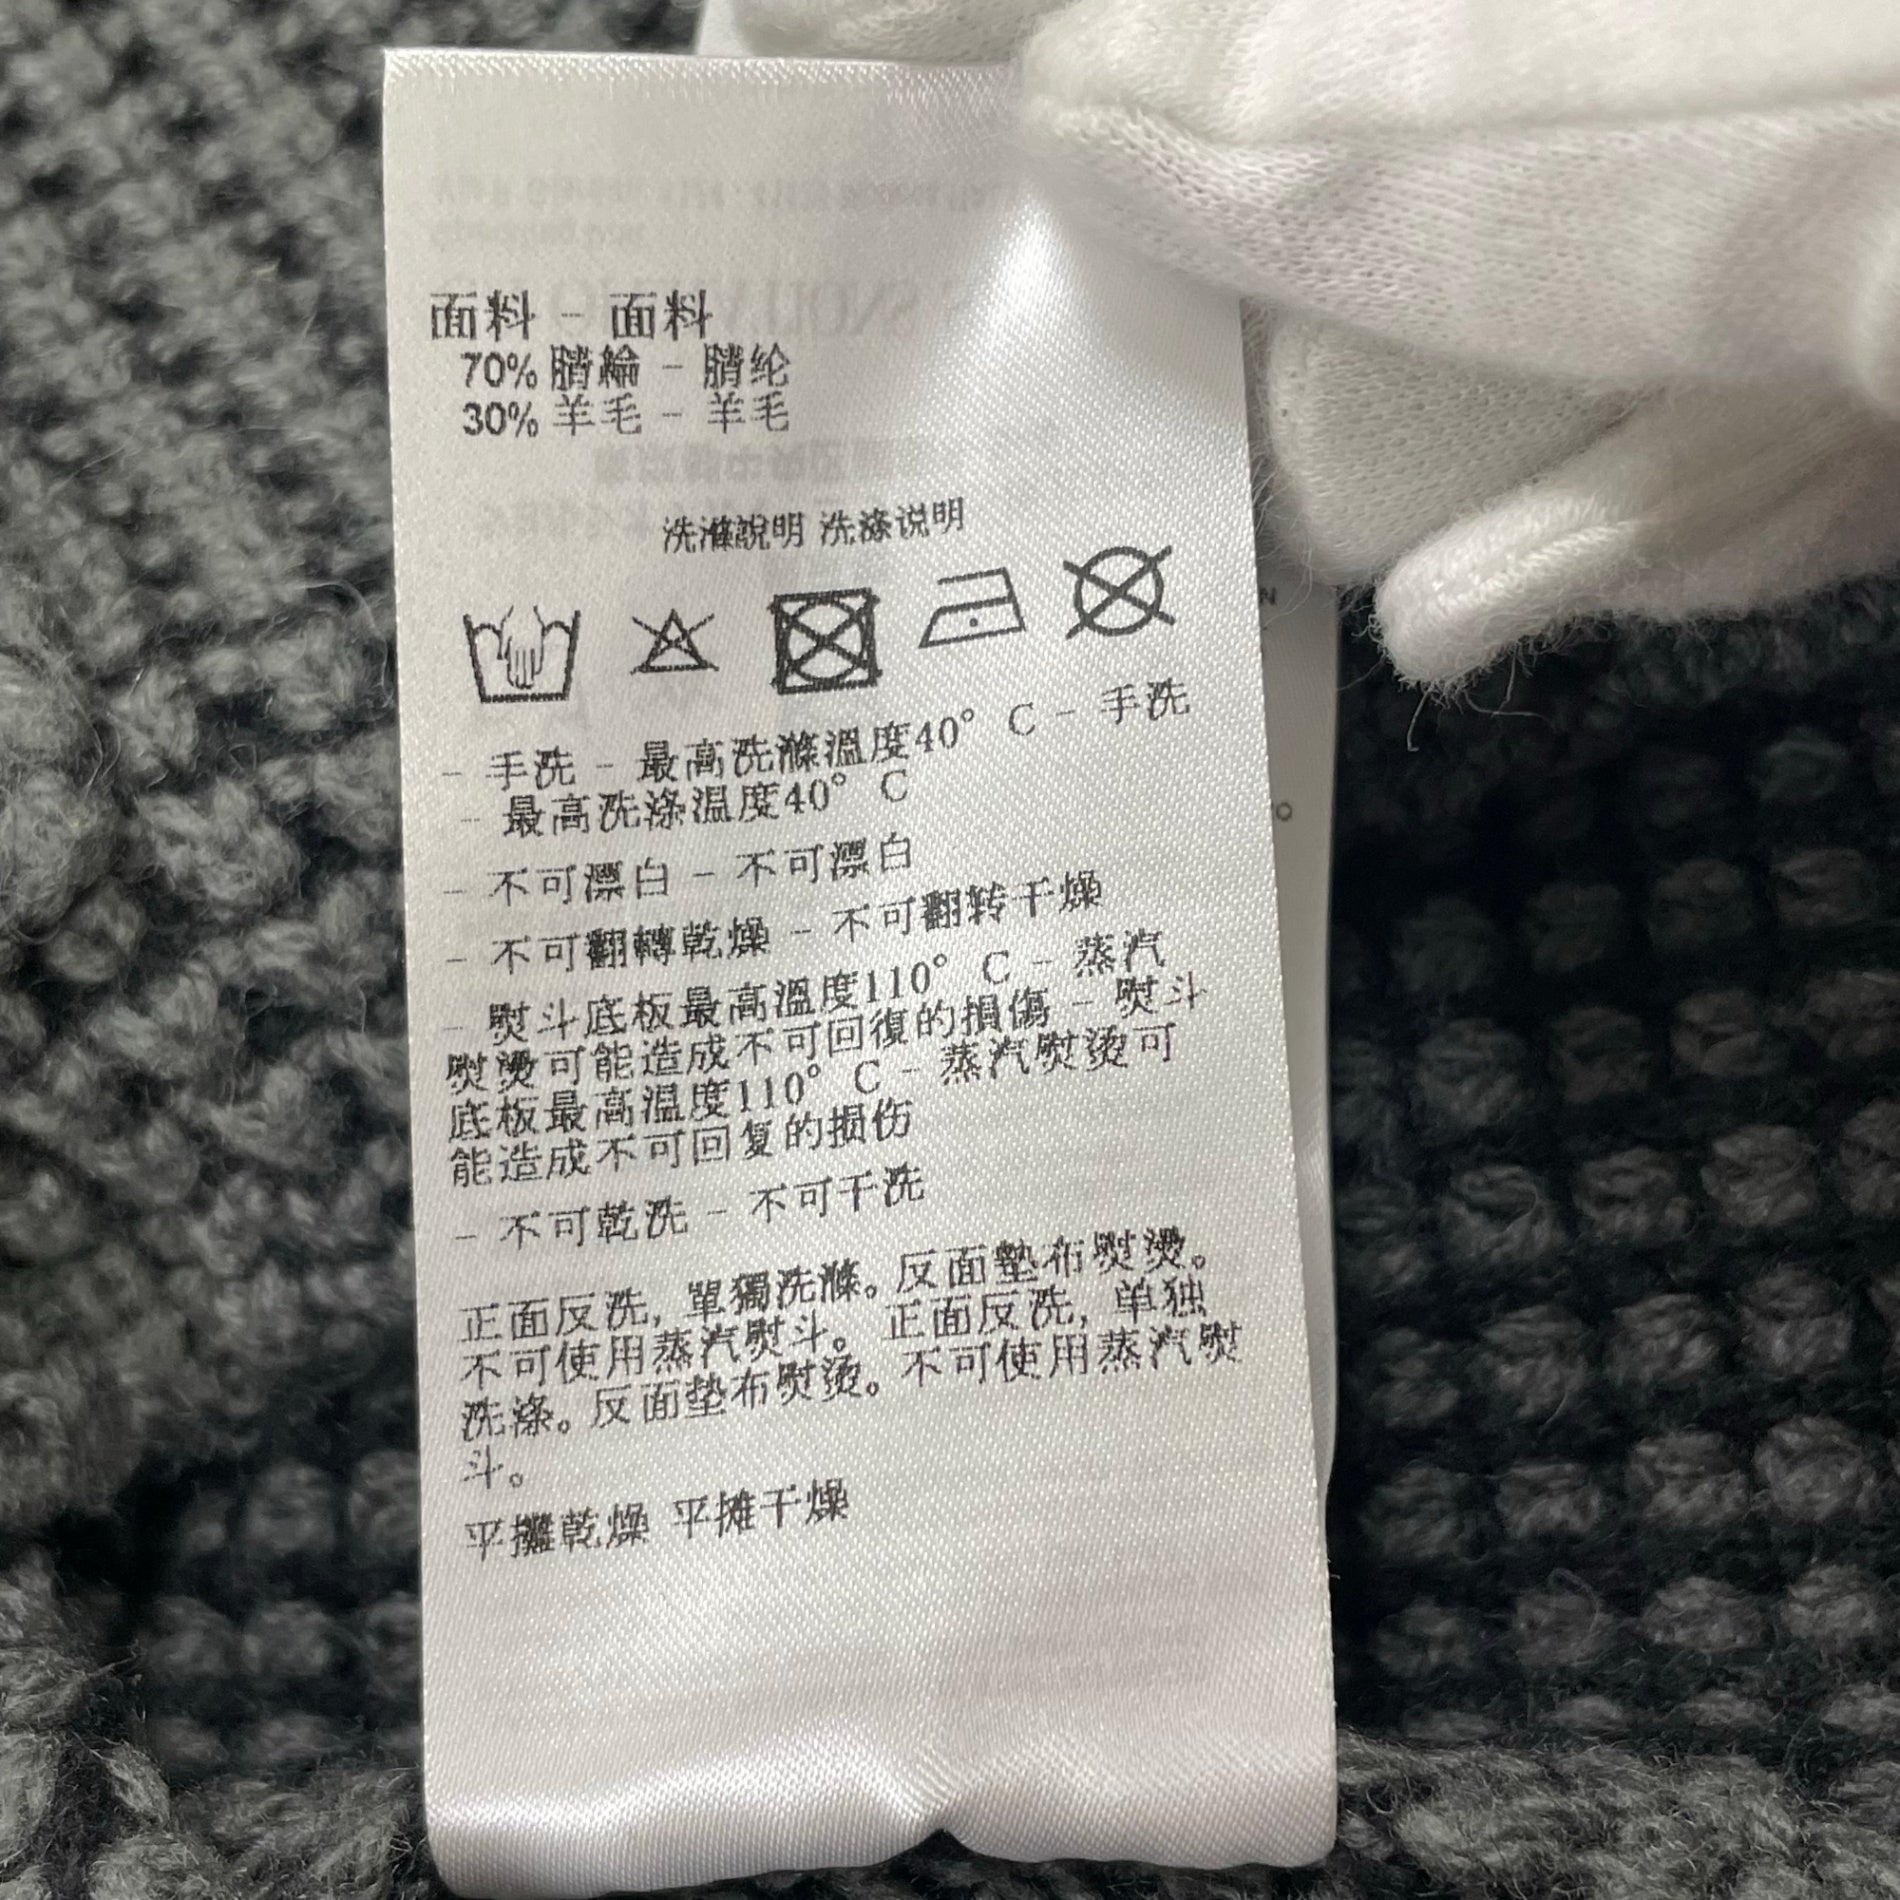 面料 - 面料
70% 腈綸 - 腈纶
30% 羊毛 - 羊毛
洗滌說明 洗涤说明
- 手洗 - 最高洗滌溫度40° C - 手洗
- 最高洗涤温度40° C
- 不可漂白 - 不可漂白
- 不可翻轉乾燥 - 不可翻转干燥
- 熨斗底板最高溫度110° C - 蒸汽
熨燙可能造成不可回復的損傷 - 熨斗
底板最高温度110° C - 蒸汽熨烫可
能造成不可回复的损伤
- 不可乾洗 - 不可干洗
正面反洗, 單獨洗滌。反面墊布熨燙。
不可使用蒸汽熨斗。 正面反洗, 单独
洗涤。反面垫布熨烫。不可使用蒸汽熨
斗。
平攤乾燥 平摊干燥